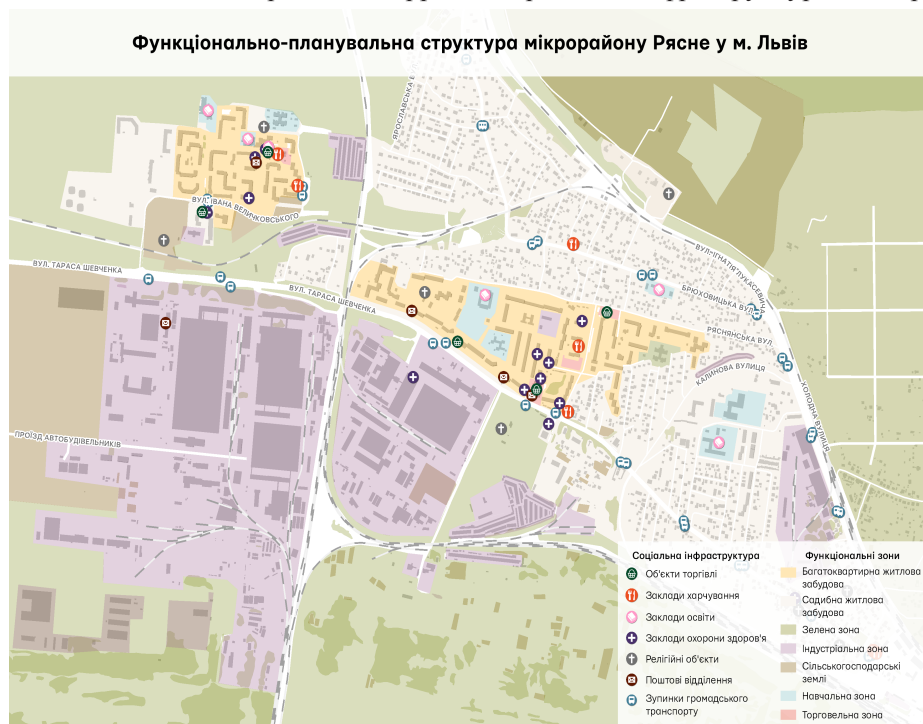 Функціонально-планувальна структура мікрорайону Рясне у м. Львів
ЯРОСЛАВСЬКА
ВУЛ. ІВАНА ВЕЛИЧКОВСЬКОГО
ВУЛ. ТАРАСА ШЕВЧЕНКА
ВУЛ. ТАРАСА ШЕВЧЕНКА
ВУЛ. ІГНАТІЯ ЛУКАСЕВИЧА
БРЮХОВИЦЬКА ВУЛ.
РЯСНЯНСЬКА ВУЛ.
КАЛИНОВА ВУЛИЦЯ
ХОЛОДНА ВУЛИЦЯ
ПРОЇЗД АВТОБУДІВЕЛЬНИКІВ
Соціальна інфраструктура
Об'єкти торгівлі
Заклади харчування
Заклади освіти
Заклади охорони здоров'я
Релігійні об'єкти
Поштові відділення
Зупинки громадського
транспорту
Функціональні зони
Багатоквартирна житлова
забудова
Садибна житлова
забудова
Зелена зона
Індустріальна зона
Сільськогосподарські
землі
Навчальна зона
Торговельна зона